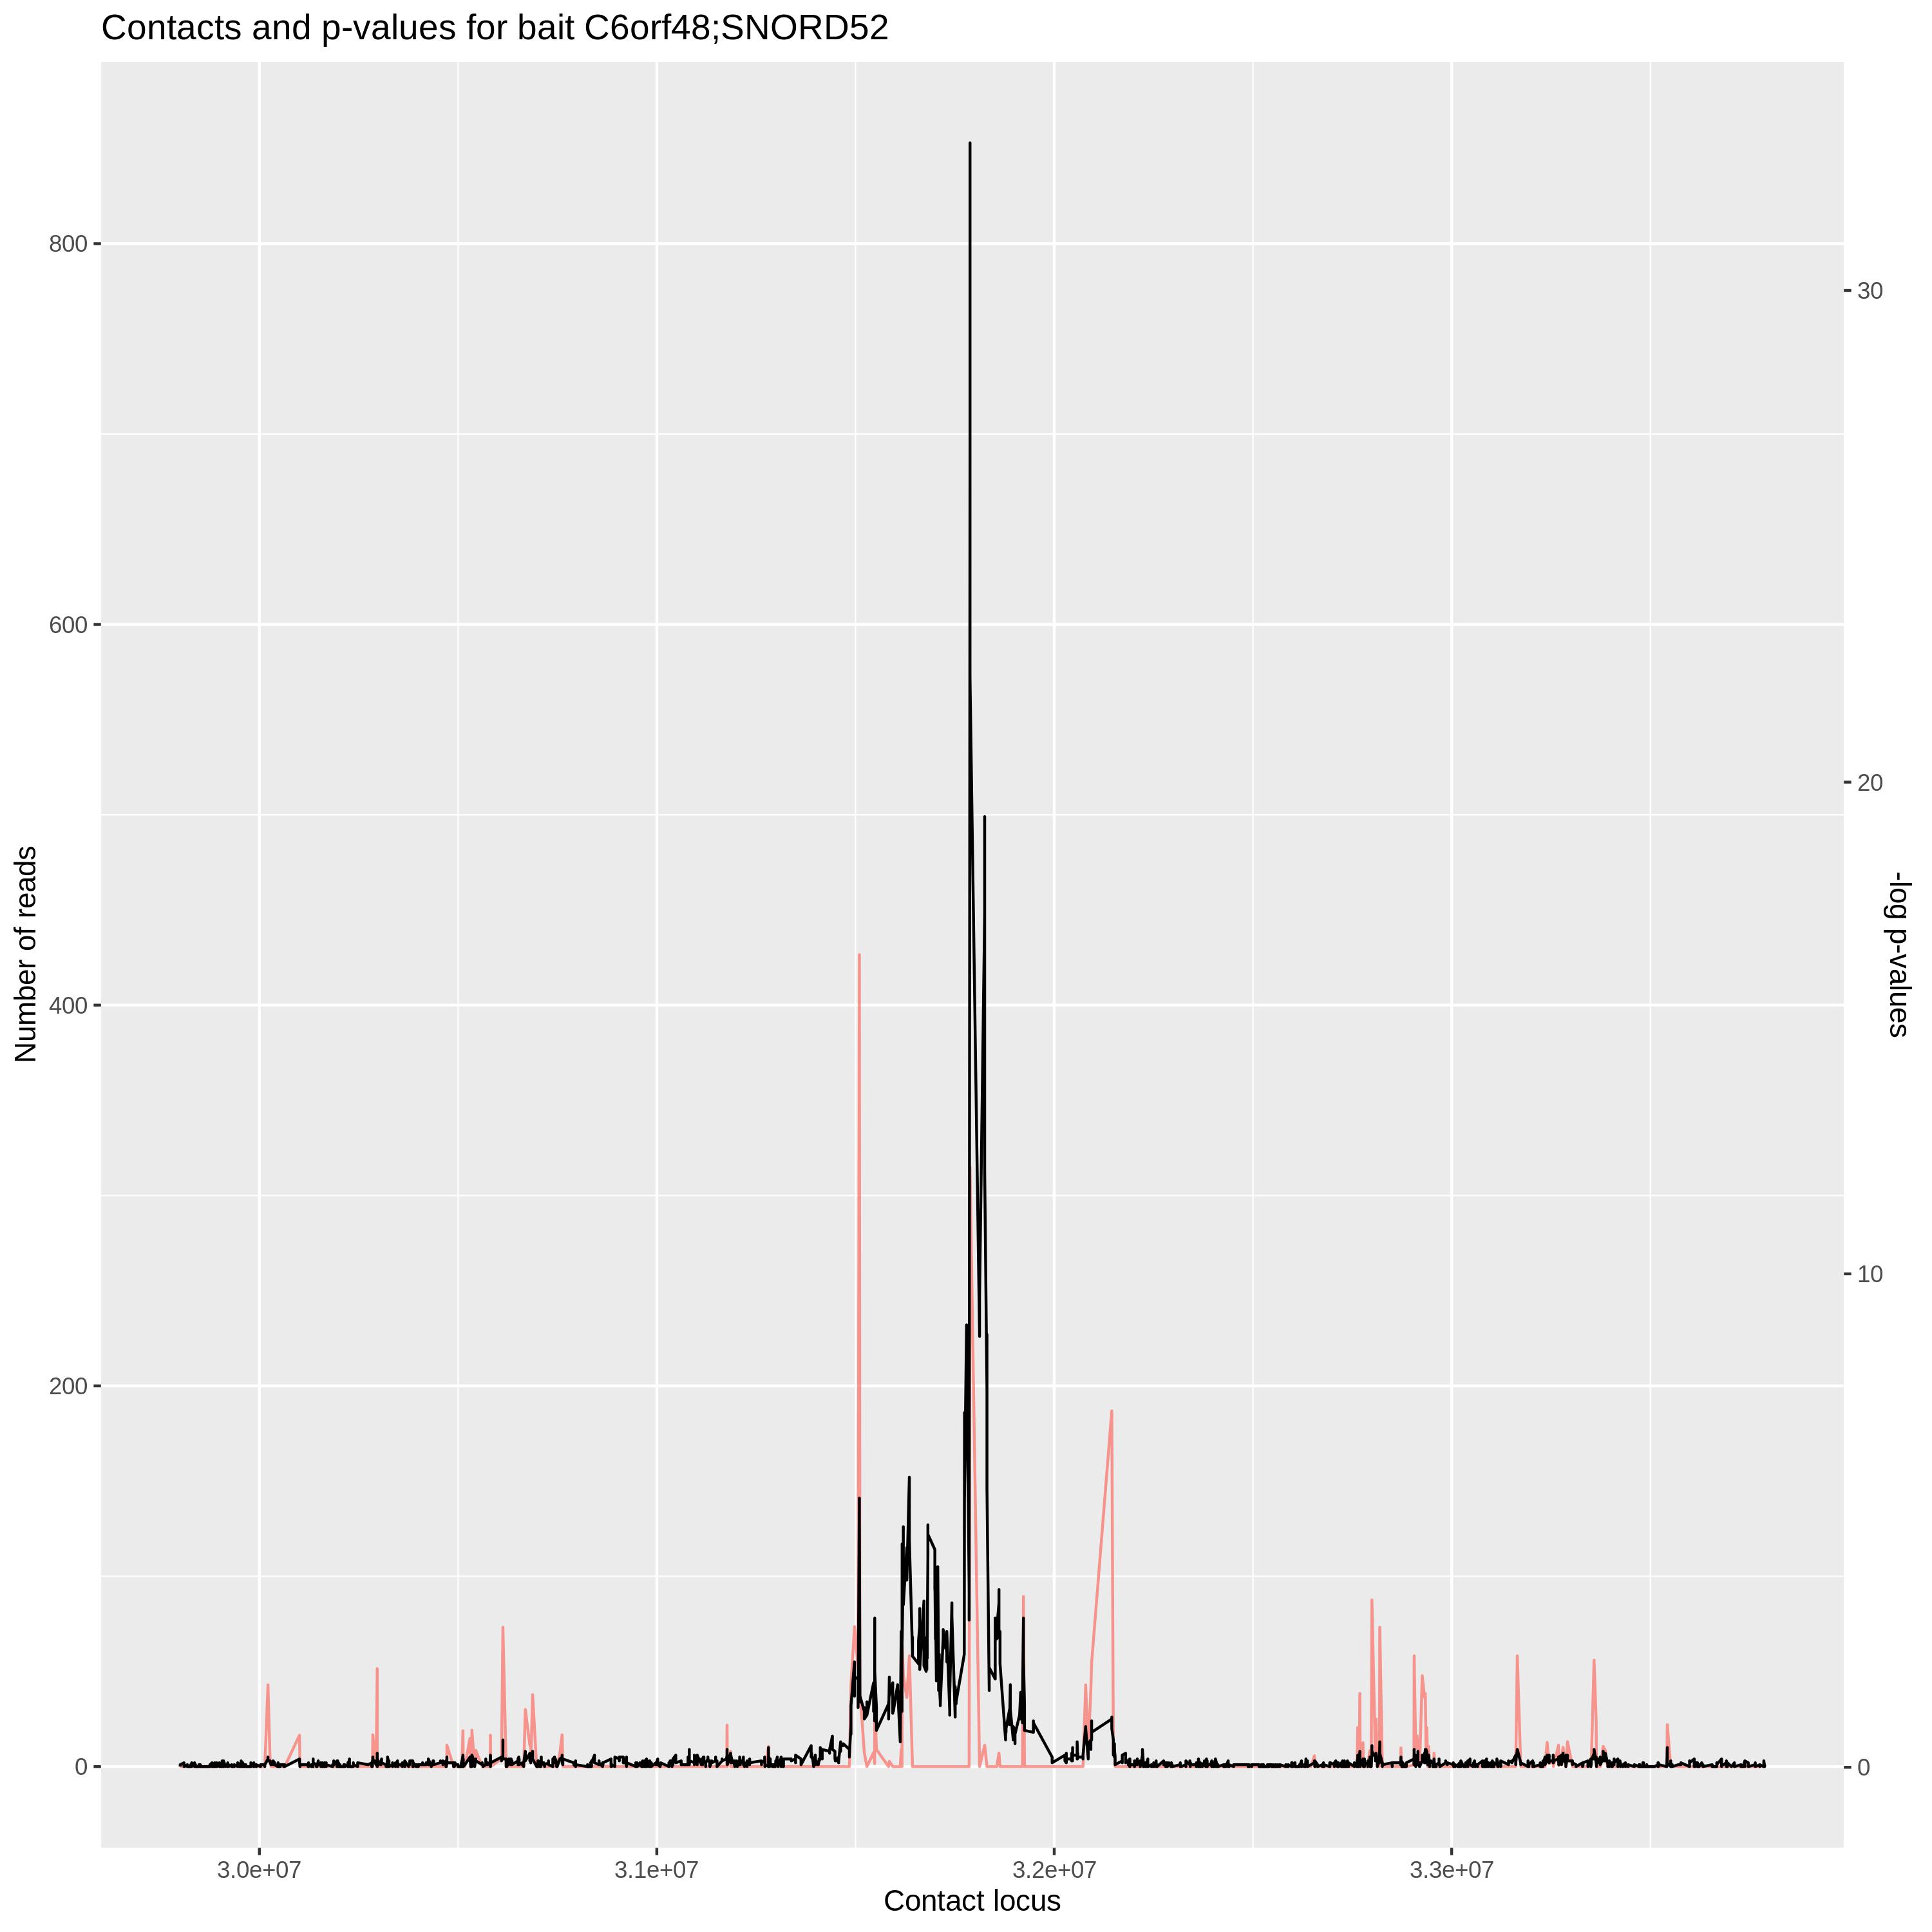 Contacts and p-values for bait C6orf48;SNORD52
800
600
400
200
0
Number of reads
30
20
10
0
-log p-values
3.0e+07
3.1e+07
3.2e+07
3.3e+07
Contact locus